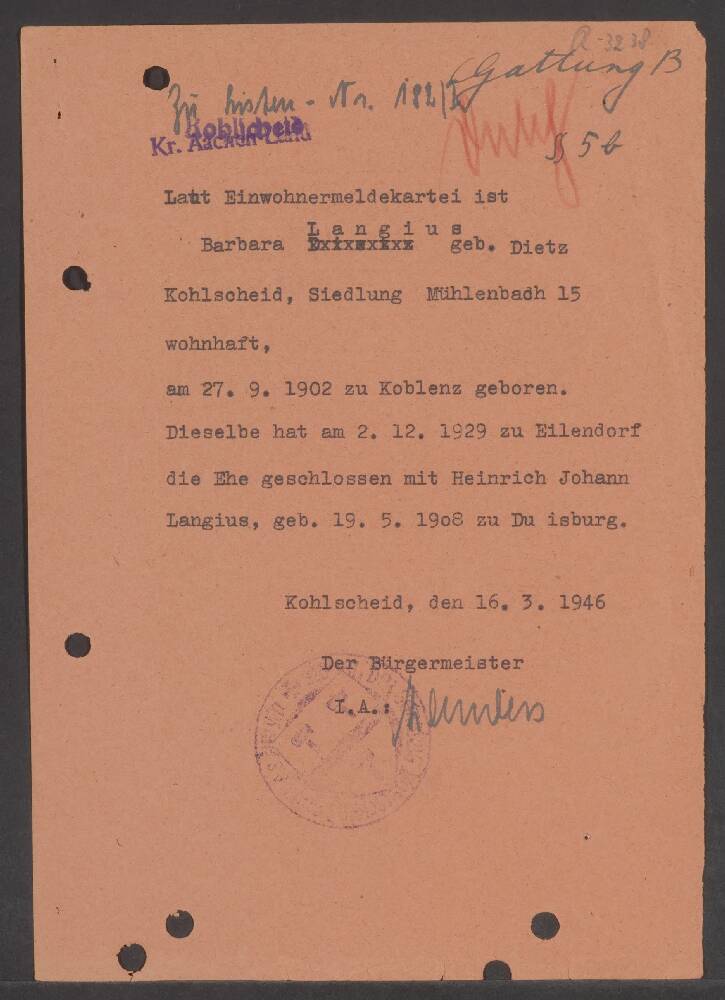 R-3238
Gattung B
Zu Listen-Nr. 182/I
Kohlscheid
Kr. Aachen-Land
§ 5b
Laut Einwohnermeldekartei ist
Langius
Barbara geb. Dietz
Kohlscheid, Siedlung Mühlenbach 15
wohnhaft,
am 27. 9. 1902 zu Koblenz geboren.
Dieselbe hat am 2. 12. 1929 zu Eilendorf
die Ehe geschlossen mit Heinrich Johann
Langius, geb. 19. 5. 19o8 zu Du isburg.
Kohlscheid, den 16. 3. 1946
Der Bürgermeister
I.A.: